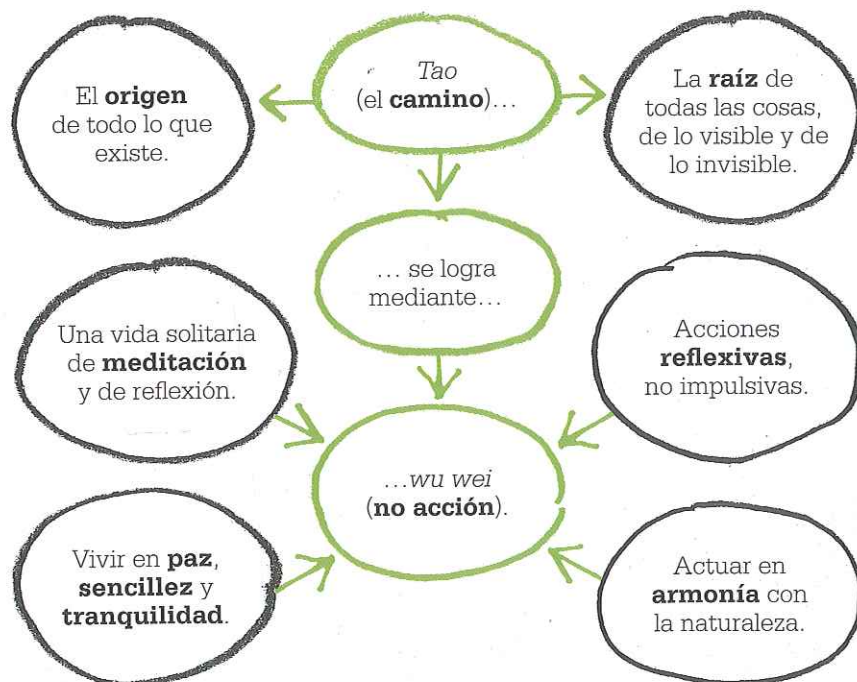 El origen
de todo lo que
existe.
Tao
(el camino)...
La raíz de
todas las cosas,
de lo visible y de
lo invisible.
... se logra
mediante...
Una vida solitaria
de meditación
y de reflexión.
Acciones
reflexivas,
no impulsivas.
...wu wei
(no acción).
Vivir en paz,
sencillez y
tranquilidad.
Actuar en
armonía con
la naturaleza.